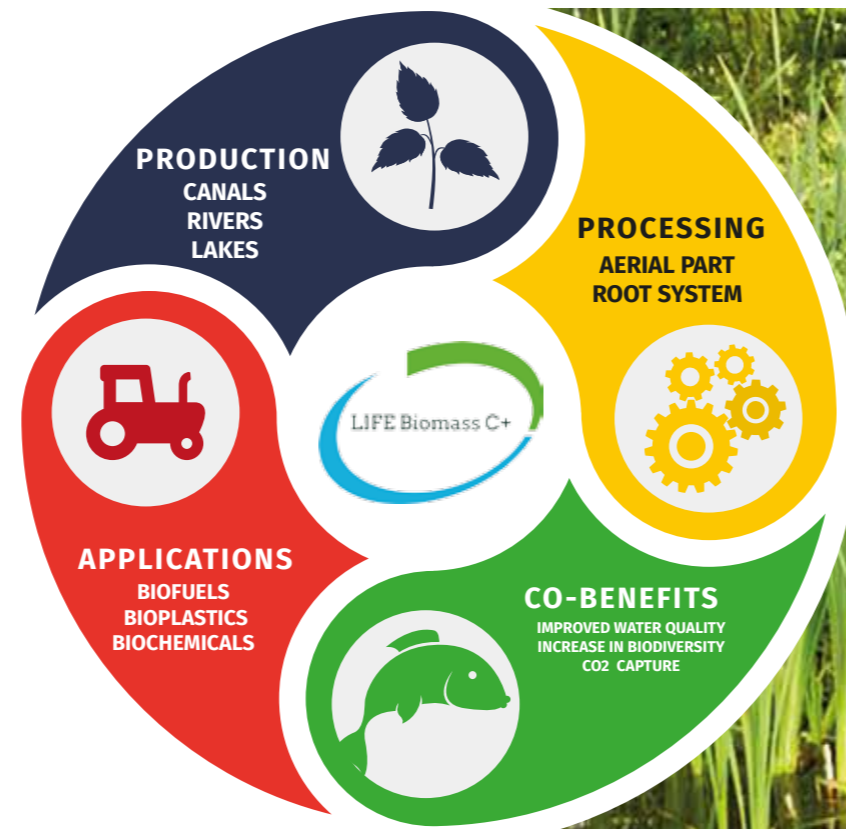 PRODUCTION
CANALS
RIVERS
LAKES
PROCESSING
AERIAL PART
ROOT SYSTEM
LIFE Biomass C+
APPLICATIONS
BIOFUELS
BIOPLASTICS
BIOCHEMICALS
CO-BENEFITS
IMPROVED WATER QUALITY
INCREASE IN BIODIVERSITY
CO2 CAPTURE